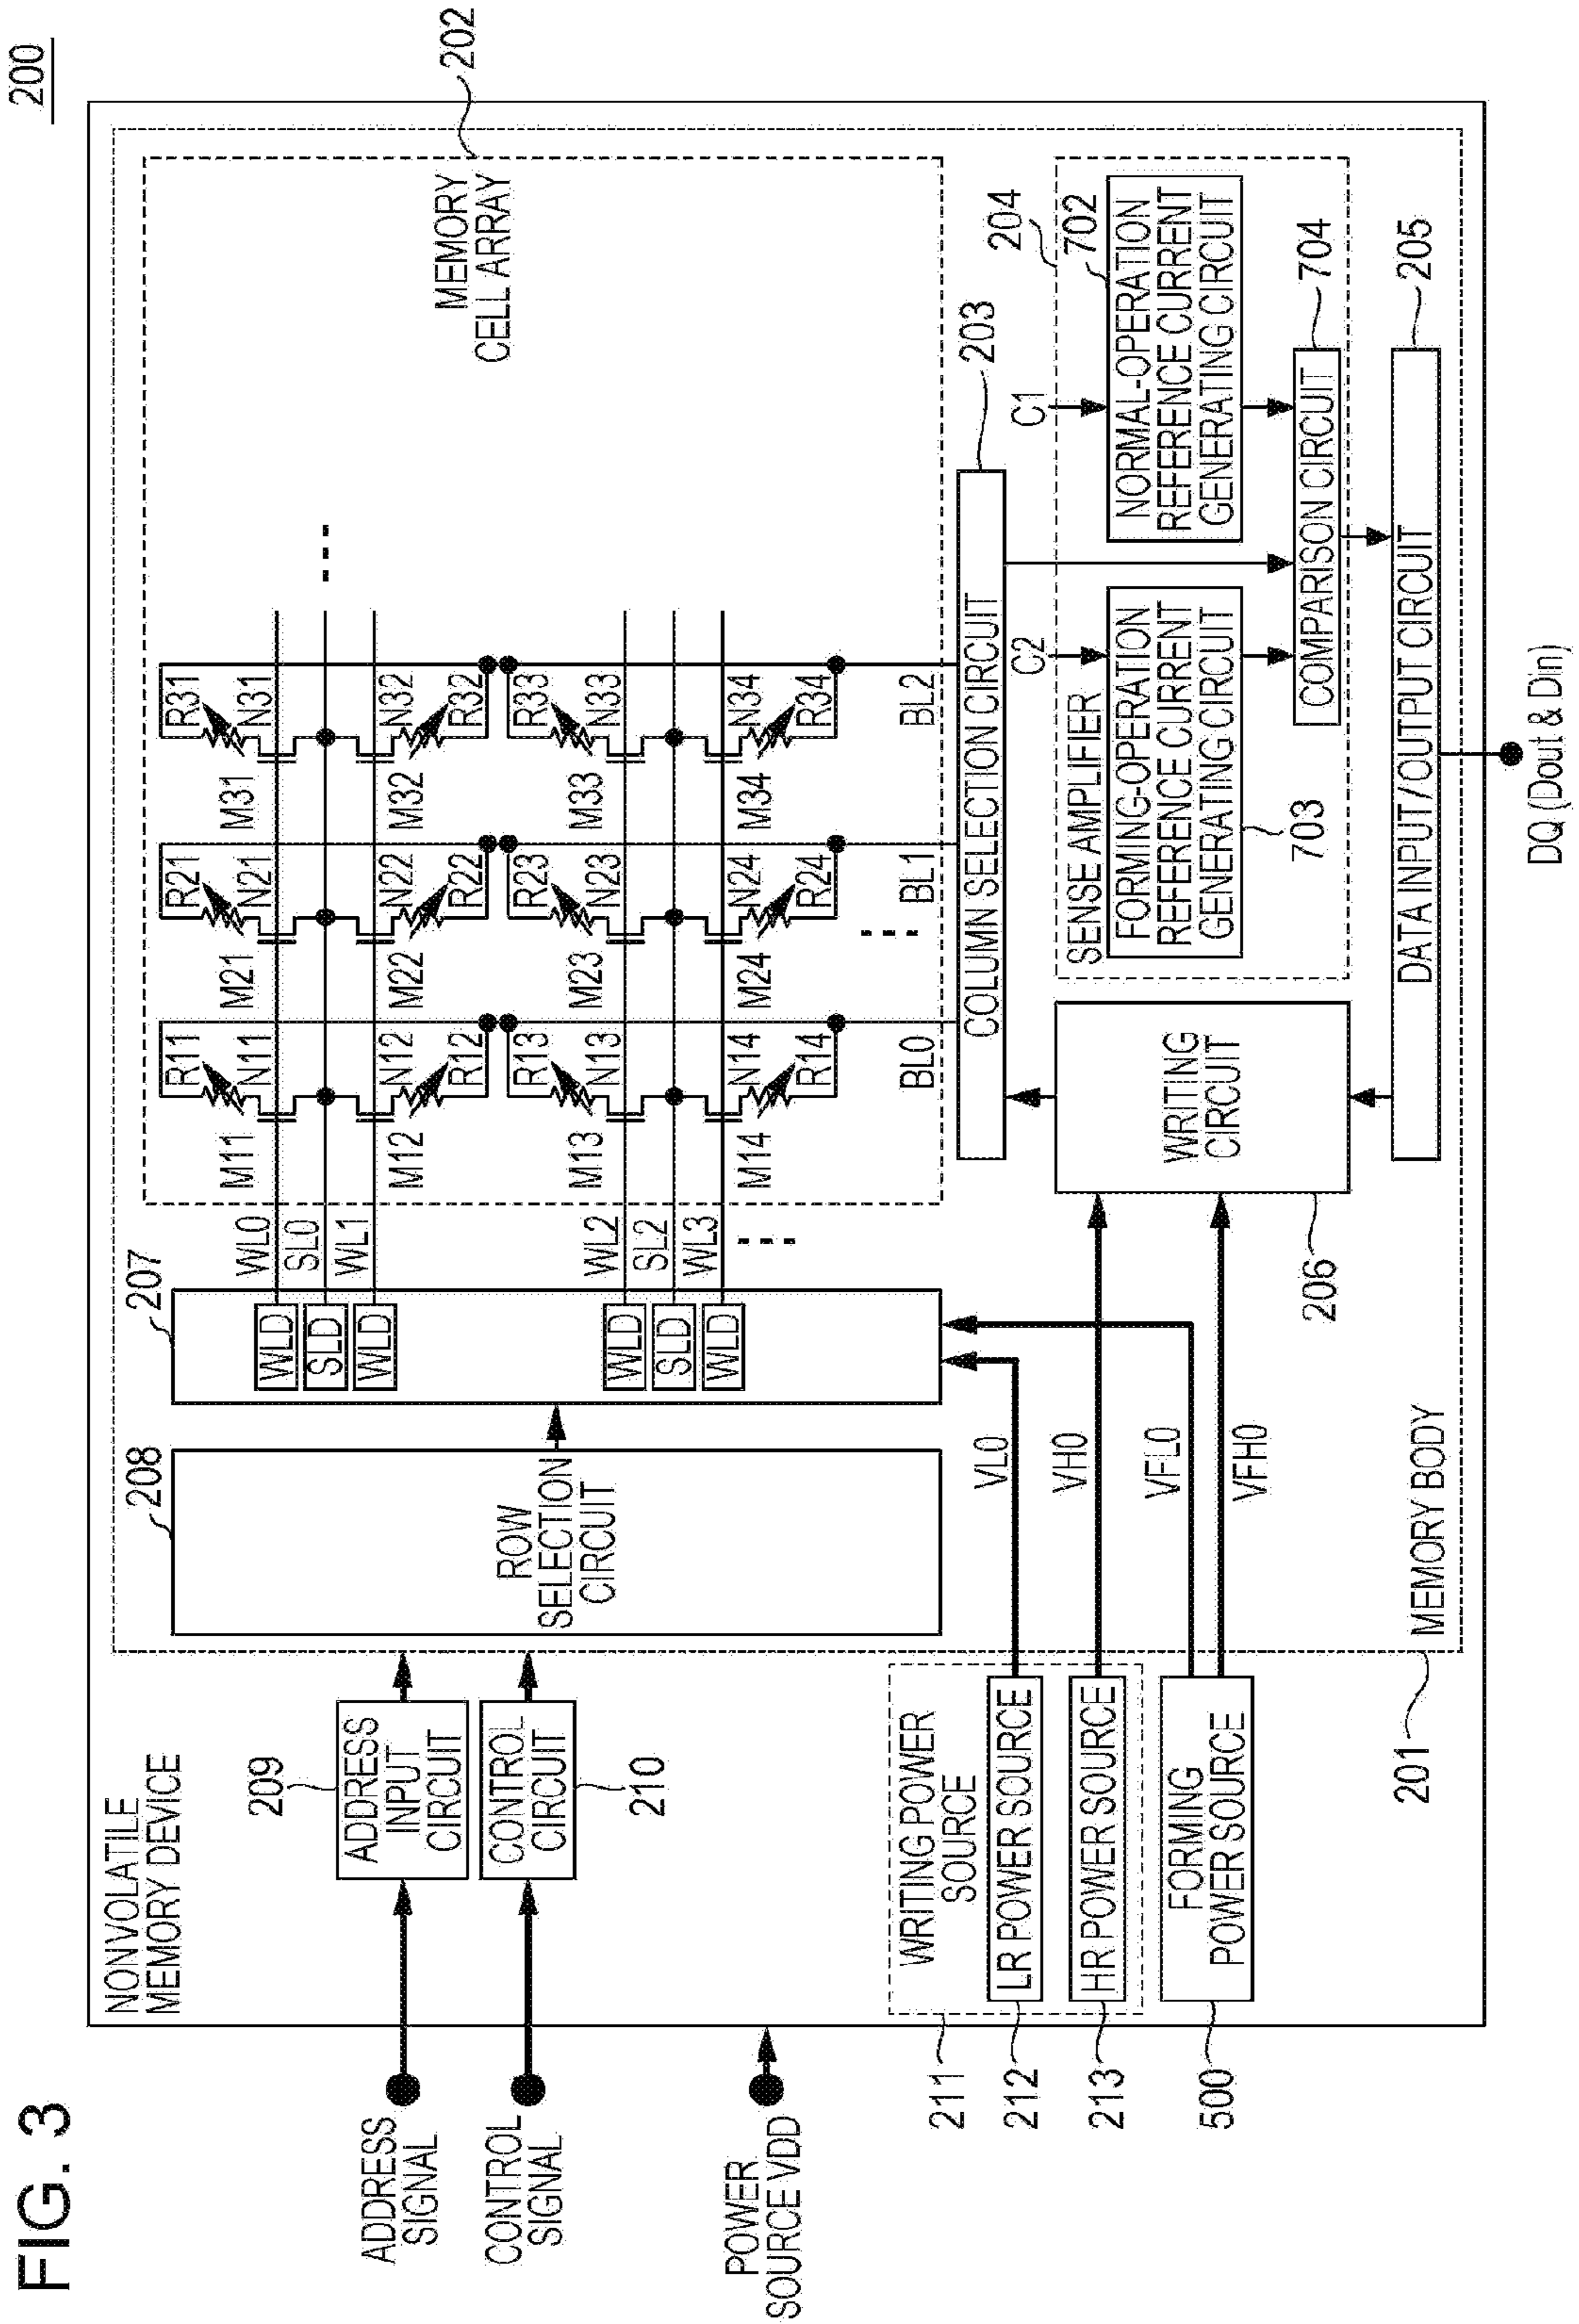 FIG. 3
200
NONVOLATILE
MEMORY DEVICE
ADDRESS
SIGNAL
CONTROL
SIGNAL
POWER
SOURCE VDD
209
ADDRESS
INPUT
CIRCUIT
CONTROL
CIRCUIT
210
208
ROW
SELECTION
CIRCUIT
207
WLD
SLD
WLD
WLD
SLD
WLD
WL0
SL0
WL1
WL2
SL2
WL3
MEMORY
CELL ARRAY
202
R11
N11
M11
R21
N21
M21
R31
N31
M31
N12
R12
M12
N22
R22
M22
N32
R32
M32
R13
N13
M13
R23
N23
M23
R33
N33
M33
N14
R14
M14
N24
R24
M24
N34
R34
M34
BL0
BL1
BL2
COLUMN SELECTION CIRCUIT
203
211
WRITING POWER
SOURCE
212
LR POWER SOURCE
213
HR POWER SOURCE
500
FORMING
POWER SOURCE
VL0
VH0
VFL0
VFH0
WRITING
CIRCUIT
206
SENSE AMPLIFIER
204
C2
C1
FORMING-OPERATION
REFERENCE CURRENT
GENERATING CIRCUIT
703
702
NORMAL-OPERATION
REFERENCE CURRENT
GENERATING CIRCUIT
COMPARISON CIRCUIT
704
DATA INPUT/OUTPUT CIRCUIT
205
201
MEMORY BODY
DQ (Dout & Din)